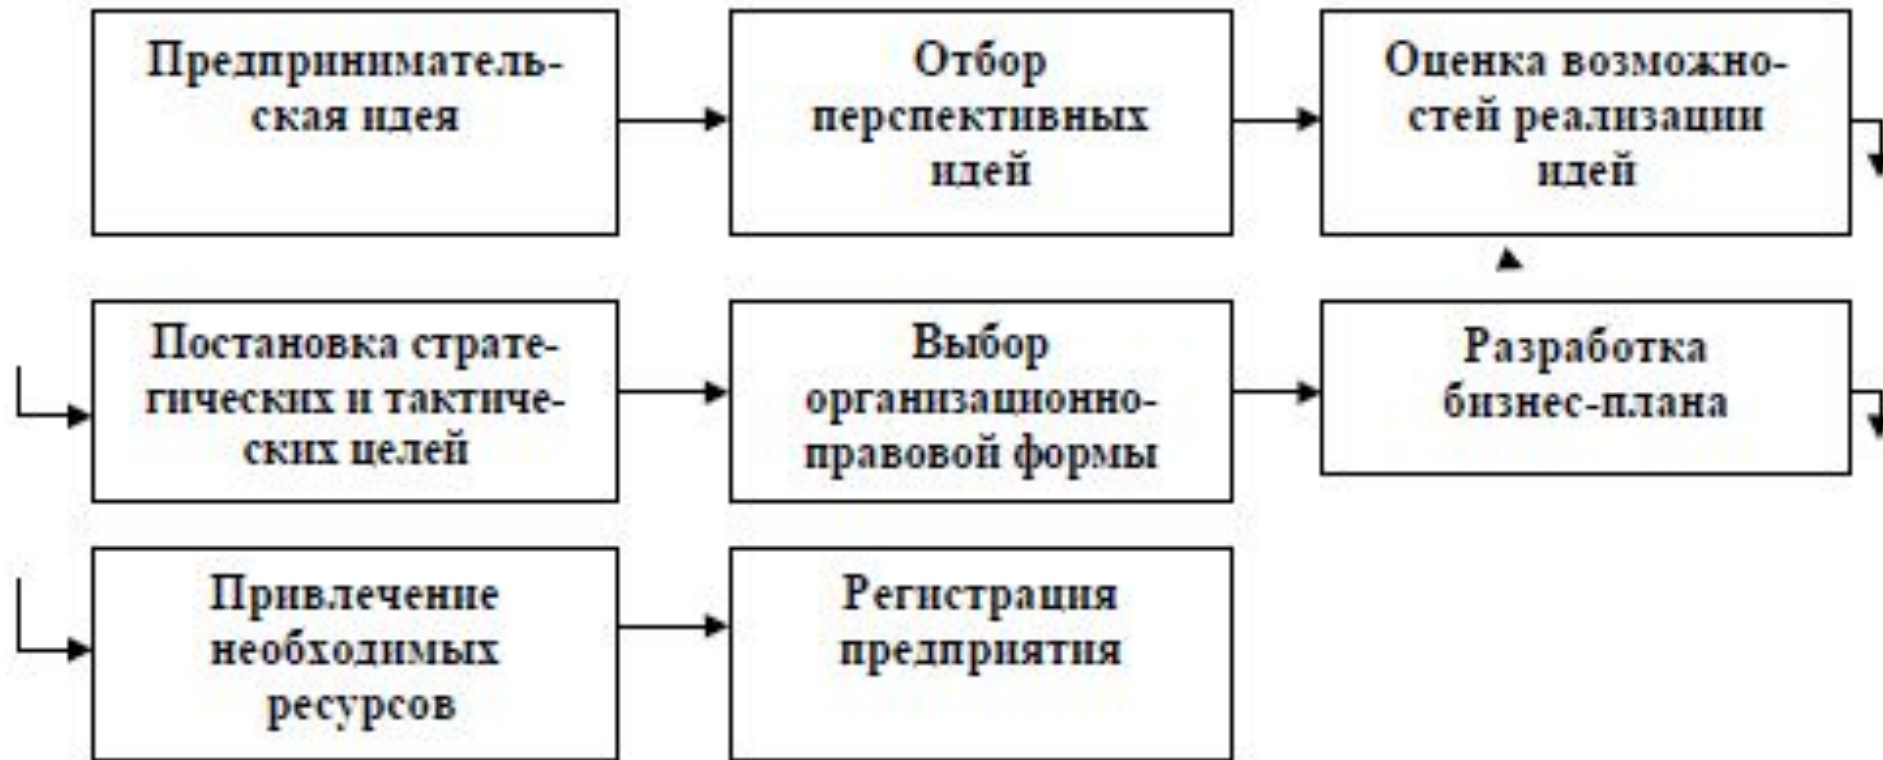 Предприниматель-
ская идея
Отбор
перспективных
идей
Оценка возможно-
стей реализации
идей
Постановка страте-
гических и тактиче-
ских целей
Выбор
организационно-
правовой формы
Разработка
бизнес-плана
Привлечение
необходимых
ресурсов
Регистрация
предприятия